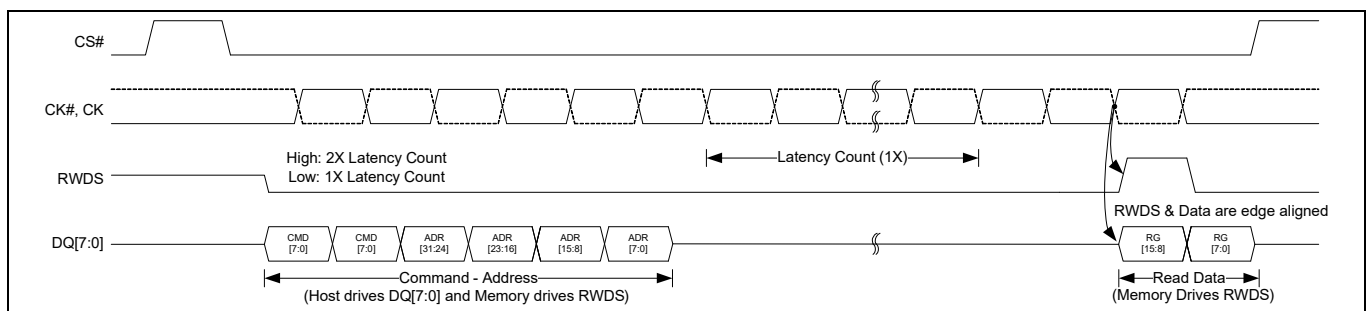 CS#
CK#, CK
High: 2X Latency Count
Low: 1X Latency Count
Latency Count (1X)
RWDS
RWDS & Data are edge aligned
DQ[7:0]
CMD
[7:0]
CMD
[7:0]
ADR
[31:24]
ADR
[23:16]
ADR
[15:8]
ADR
[7:0]
RG
[15:8]
RG
[7:0]
Command - Address
(Host drives DQ[7:0] and Memory drives RWDS)
Read Data
(Memory Drives RWDS)